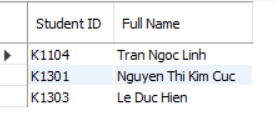 Student ID Full Name
K1104 Tran Ngoc Linh
K1301 Nguyen Thi Kim Cuc
K1303 Le Duc Hien